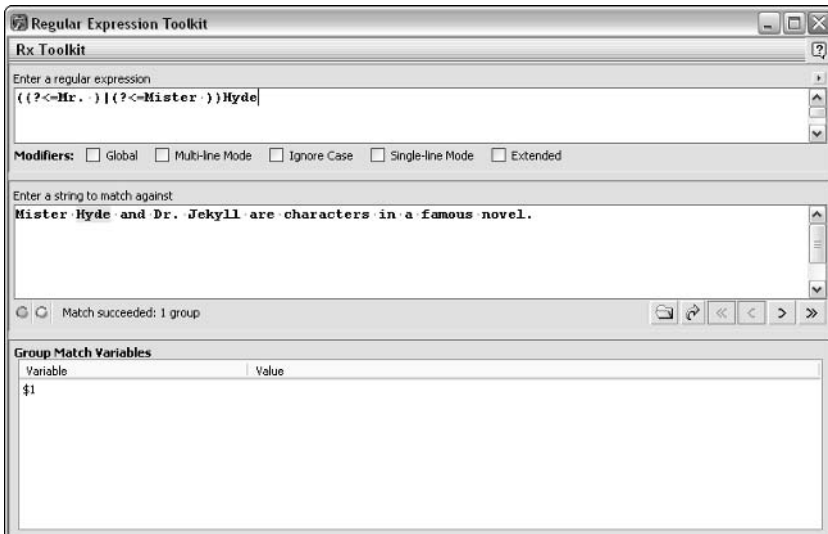 Regular Expression Toolkit
Rx Toolkit
Enter a regular expression
((?<=Mr. )|(?<=Mister ))Hyde
Modifiers: Global Multi-line Mode Ignore Case Single-line Mode Extended
Enter a string to match against
Mister Hyde and Dr. Jekyll are characters in a famous novel.
Match succeeded: 1 group
Group Match Variables
Variable Value
$1